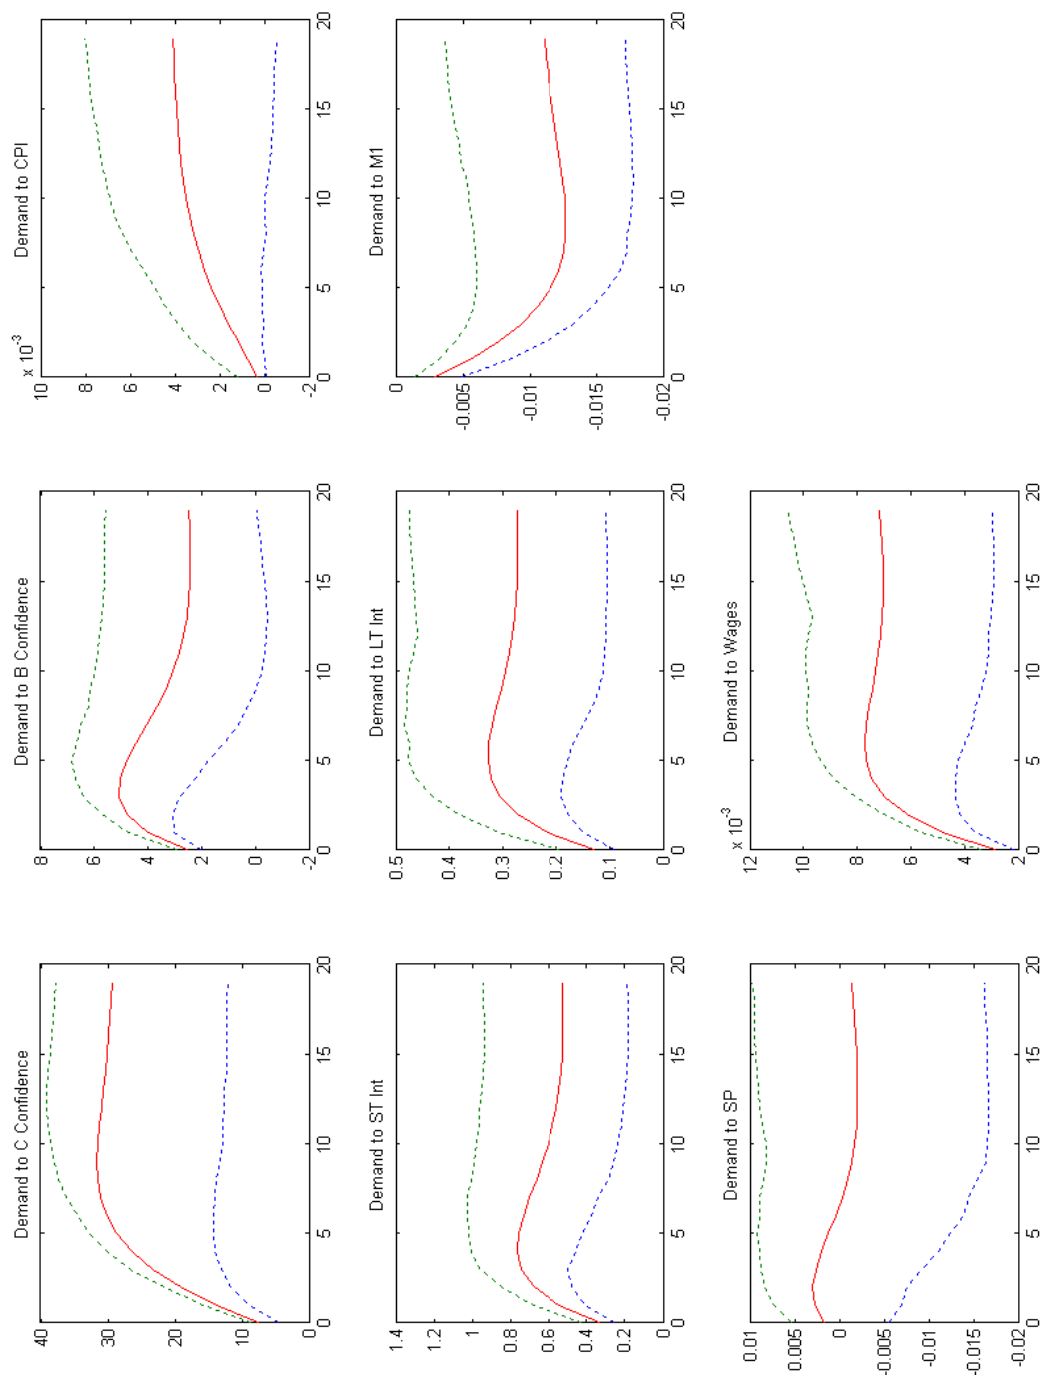 Demand to C Confidence
40
30
20
10
0
0 5 10 15 20
Demand to B Confidence
8
6
4
2
0
-2
0 5 10 15 20
x 10-3
Demand to CPI
10
8
6
4
2
0
-2
0 5 10 15 20
Demand to ST Int
1.4
1.2
1
0.8
0.6
0.4
0.2
0
0 5 10 15 20
Demand to LT Int
0.5
0.4
0.3
0.2
0.1
0
0 5 10 15 20
Demand to M1
0
-0.005
-0.01
-0.015
-0.02
0 5 10 15 20
Demand to SP
0.01
0.005
0
-0.005
-0.01
-0.015
-0.02
0 5 10 15 20
x 10-3
Demand to Wages
12
10
8
6
4
2
0 5 10 15 20